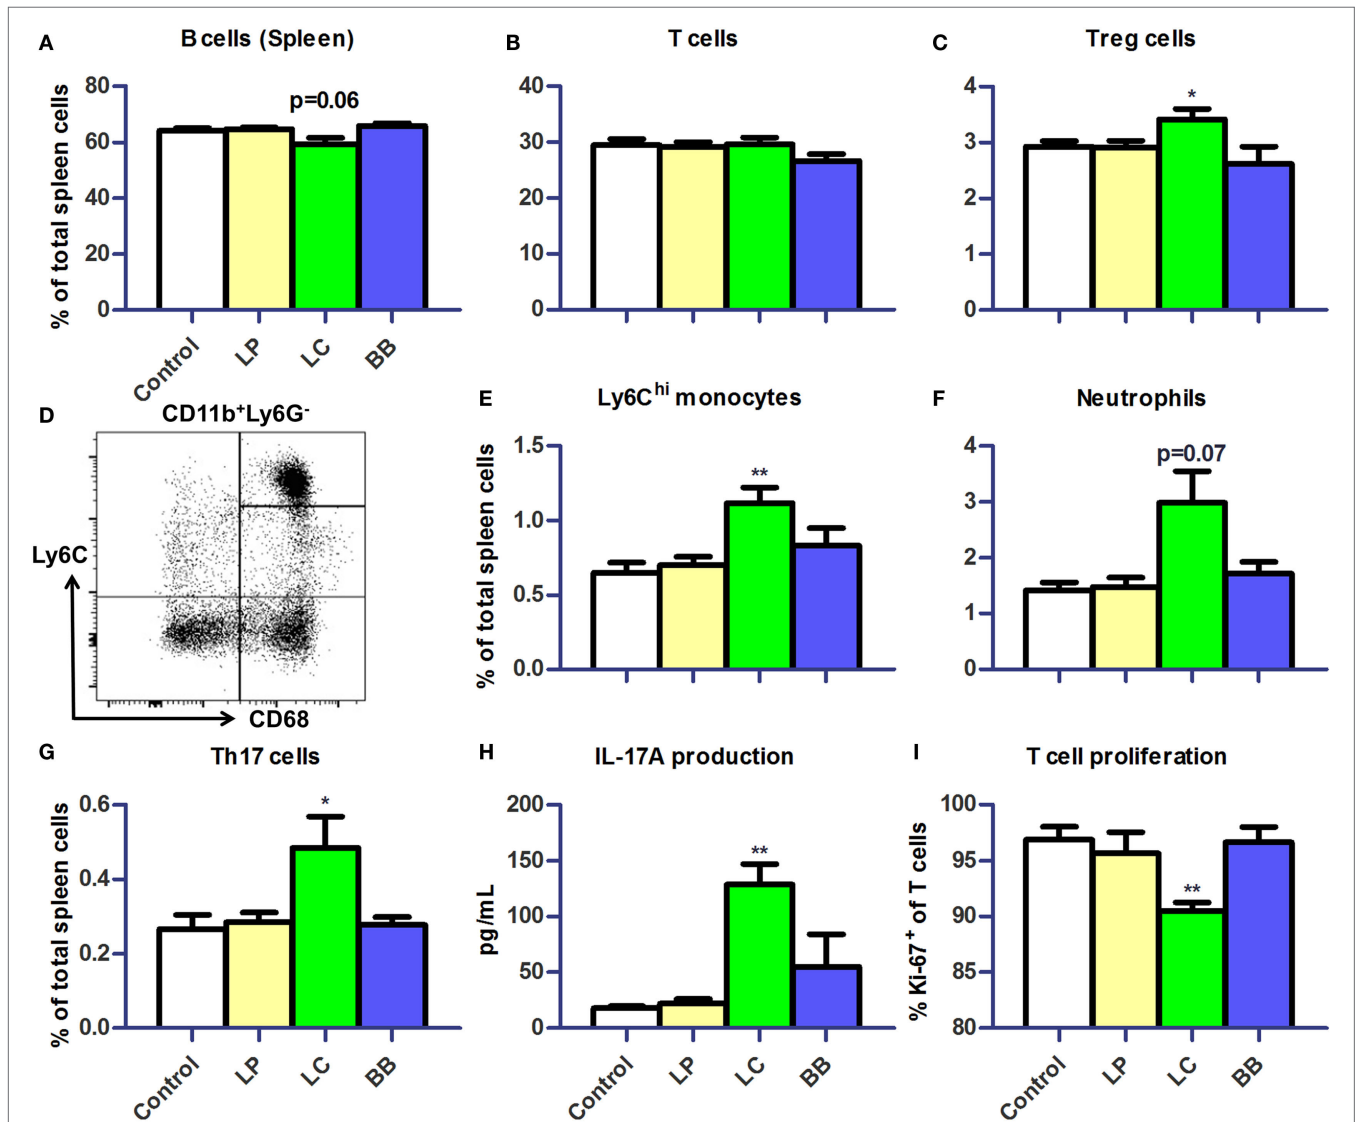 A
B cells (Spleen)
% of total spleen cells
80
60
40
20
0
p=0.06
Control
LP
LC
BB
B
T cells
40
30
20
10
0
C
Treg cells
4
3
2
1
0
*
D
CD11b+Ly6G-
Ly6C
CD68
E
Ly6Chi monocytes
% of total spleen cells
1.5
1.0
0.5
0.0
**
F
Neutrophils
4
3
2
1
0
p=0.07
G
Th17 cells
% of total spleen cells
0.6
0.4
0.2
0.0
*
Control
LP
LC
BB
H
IL-17A production
pg/mL
200
150
100
50
0
**
Control
LP
LC
BB
I
T cell proliferation
% Ki-67+ of T cells
100
95
90
85
80
**
Control
LP
LC
BB